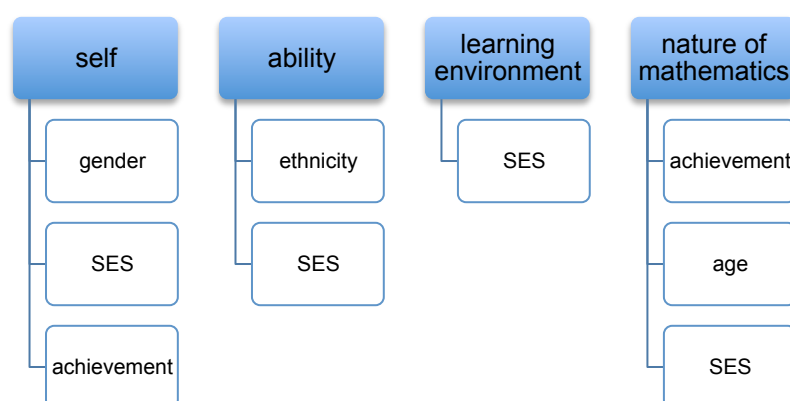 self
gender
SES
achievement
ability
ethnicity
SES
learning
environment
SES
nature of
mathematics
achievement
age
SES